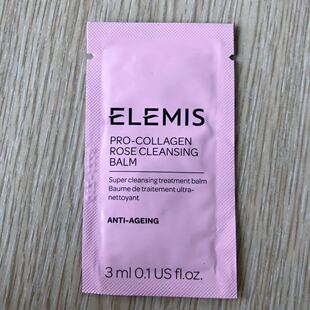 ELEMIS
PRO-COLLAGEN
ROSE CLEANSING
BALM
Super cleansing treatment balm
Baume de traitement ultra-
nettoyant
ANTI-AGEING
3 ml 0.1 US fl.oz.